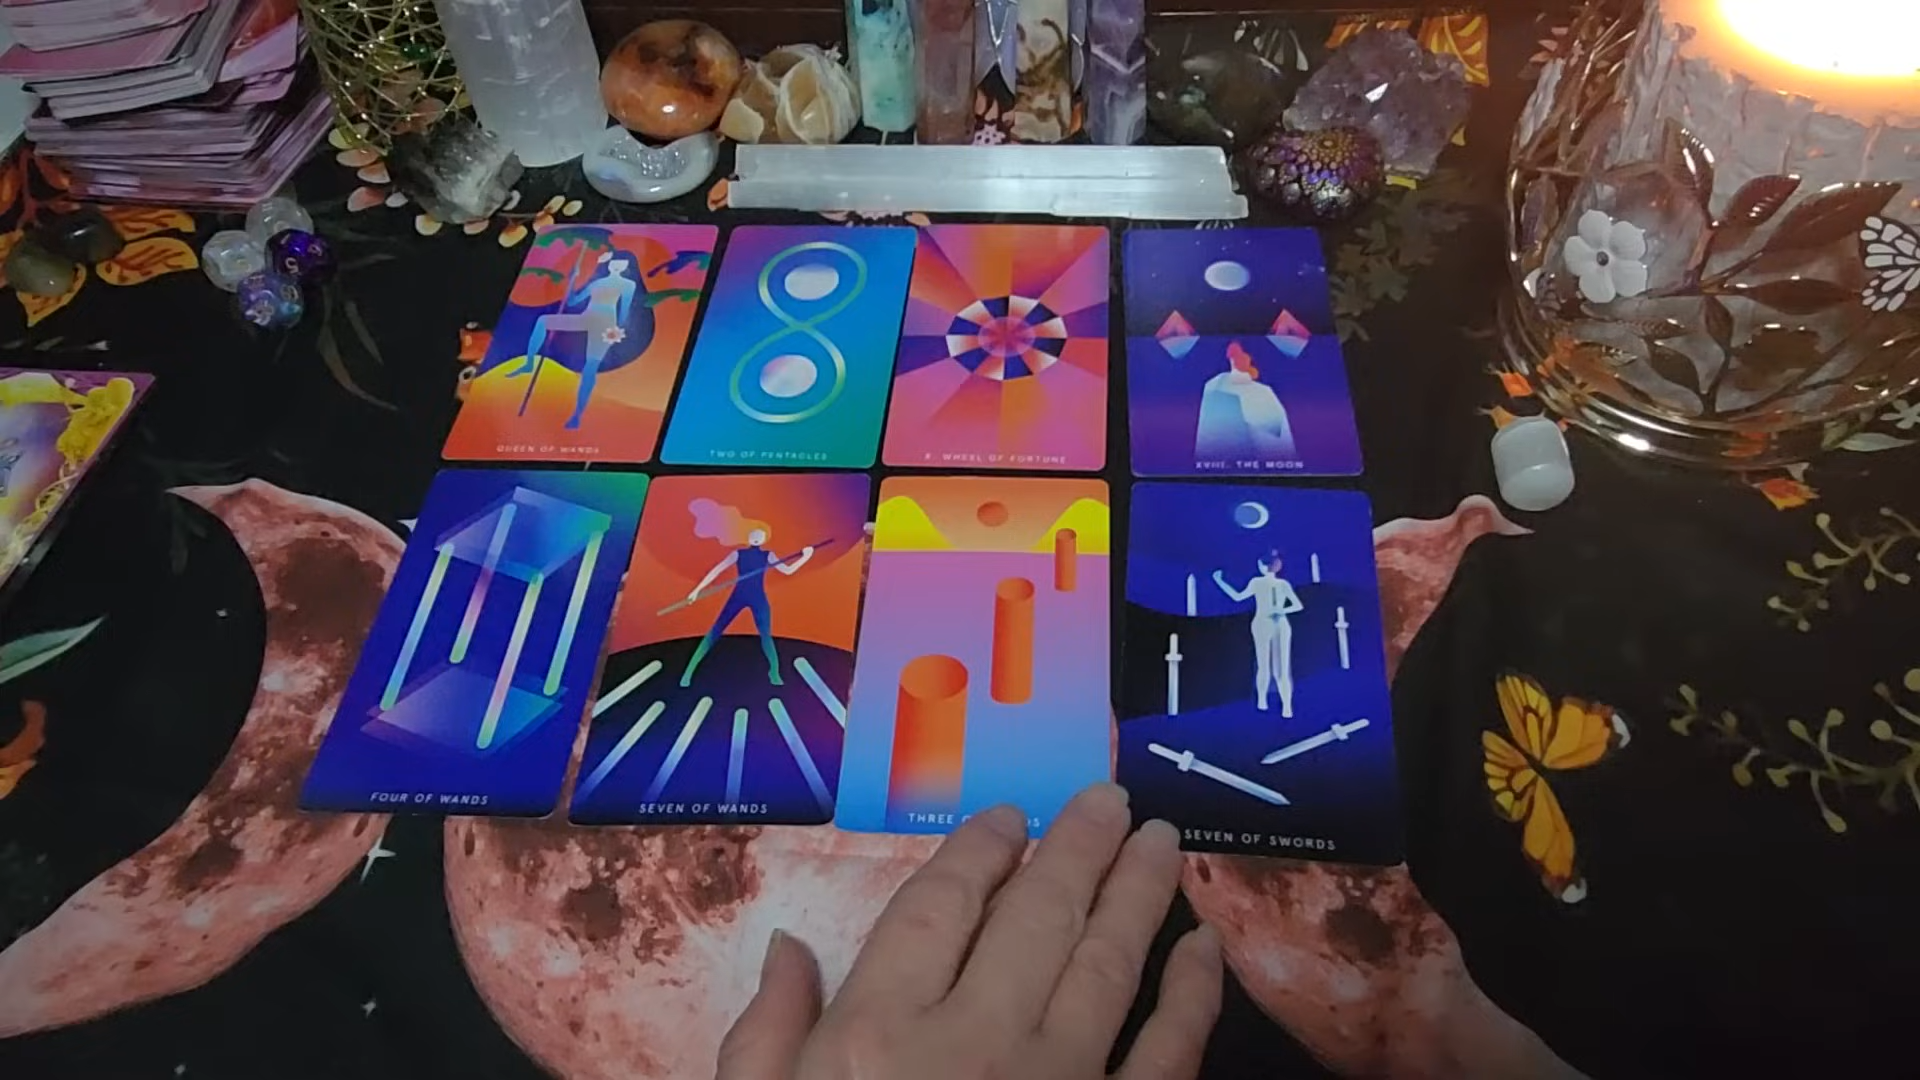 QUEEN OF WANDS
TWO OF PENTACLES
X. WHEEL OF FORTUNE
XVIII. THE MOON
FOUR OF WANDS
SEVEN OF WANDS
THREE
SEVEN OF SWORDS